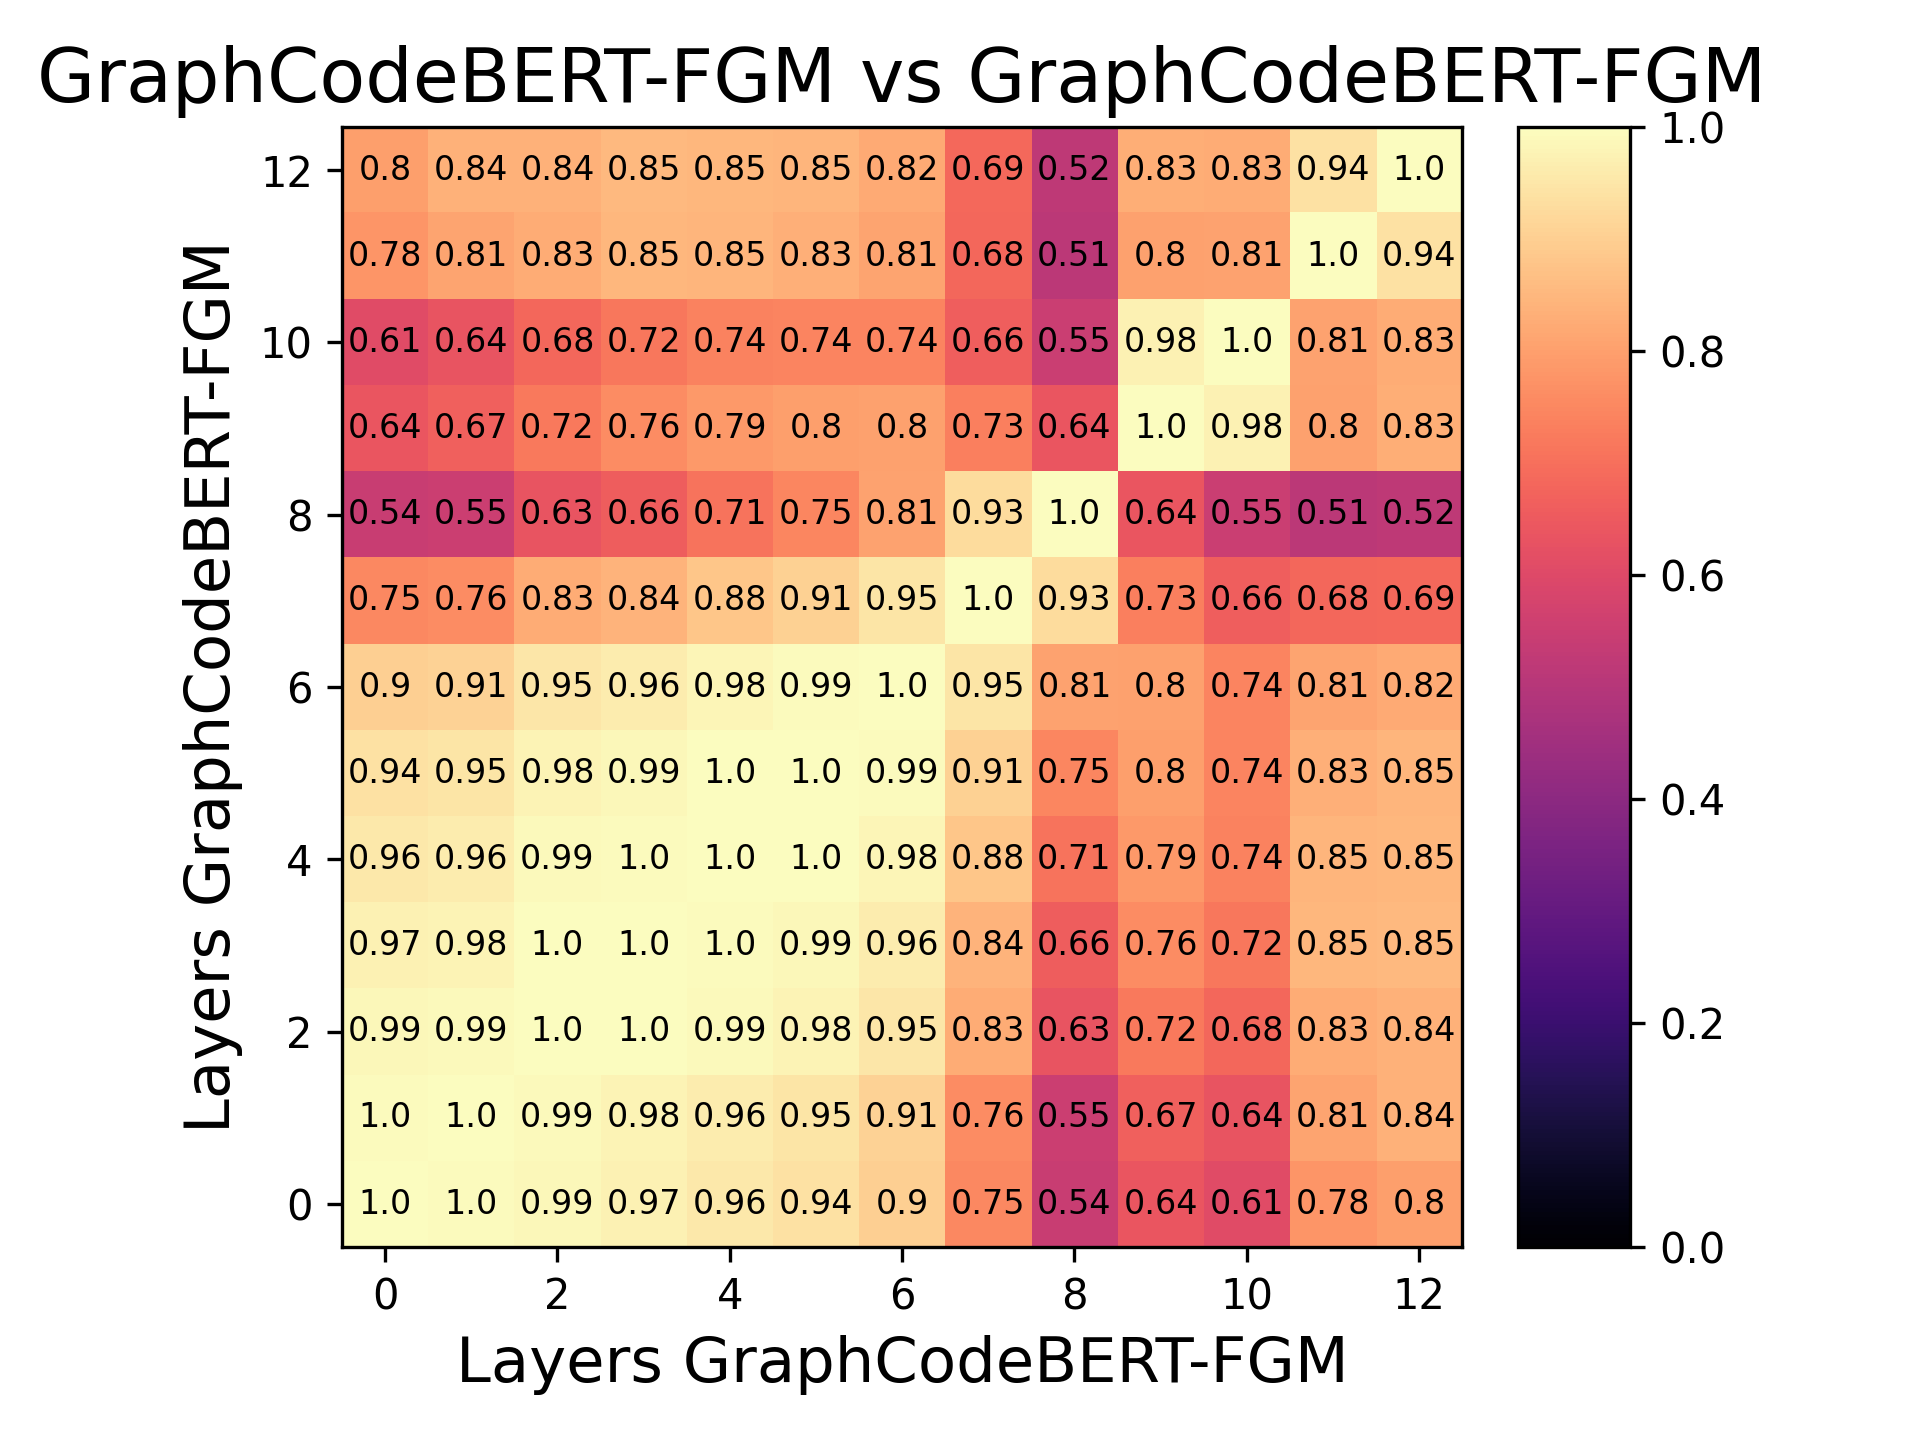 GraphCodeBERT-FGM vs GraphCodeBERT-FGM
12 0.8 0.84 0.84 0.85 0.85 0.85 0.82 0.69 0.52 0.83 0.83 0.94 1.0
0.78 0.81 0.83 0.85 0.85 0.83 0.81 0.68 0.51 0.8 0.81 1.0 0.94
10 0.61 0.64 0.68 0.72 0.74 0.74 0.74 0.66 0.55 0.98 1.0 0.81 0.83
0.64 0.67 0.72 0.76 0.79 0.8 0.8 0.73 0.64 1.0 0.98 0.8 0.83
8 0.54 0.55 0.63 0.66 0.71 0.75 0.81 0.93 1.0 0.64 0.55 0.51 0.52
0.75 0.76 0.83 0.84 0.88 0.91 0.95 1.0 0.93 0.73 0.66 0.68 0.69
6 0.9 0.91 0.95 0.96 0.98 0.99 1.0 0.95 0.81 0.8 0.74 0.81 0.82
0.94 0.95 0.98 0.99 1.0 1.0 0.99 0.91 0.75 0.8 0.74 0.83 0.85
4 0.96 0.96 0.99 1.0 1.0 1.0 0.98 0.88 0.71 0.79 0.74 0.85 0.85
0.97 0.98 1.0 1.0 1.0 0.99 0.96 0.84 0.66 0.76 0.72 0.85 0.85
2 0.99 0.99 1.0 1.0 0.99 0.98 0.95 0.83 0.63 0.72 0.68 0.83 0.84
1.0 1.0 0.99 0.98 0.96 0.95 0.91 0.76 0.55 0.67 0.64 0.81 0.84
0 1.0 1.0 0.99 0.97 0.96 0.94 0.9 0.75 0.54 0.64 0.61 0.78 0.8
0 2 4 6 8 10 12
Layers GraphCodeBERT-FGM
Layers GraphCodeBERT-FGM
1.0
0.8
0.6
0.4
0.2
0.0